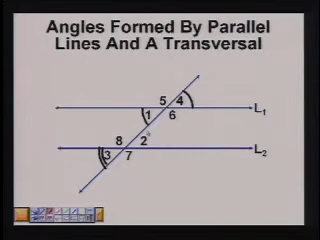 Angles Formed By Parallel
Lines And A Transversal
5 4
1 6 L1
8 2
3 7 L2